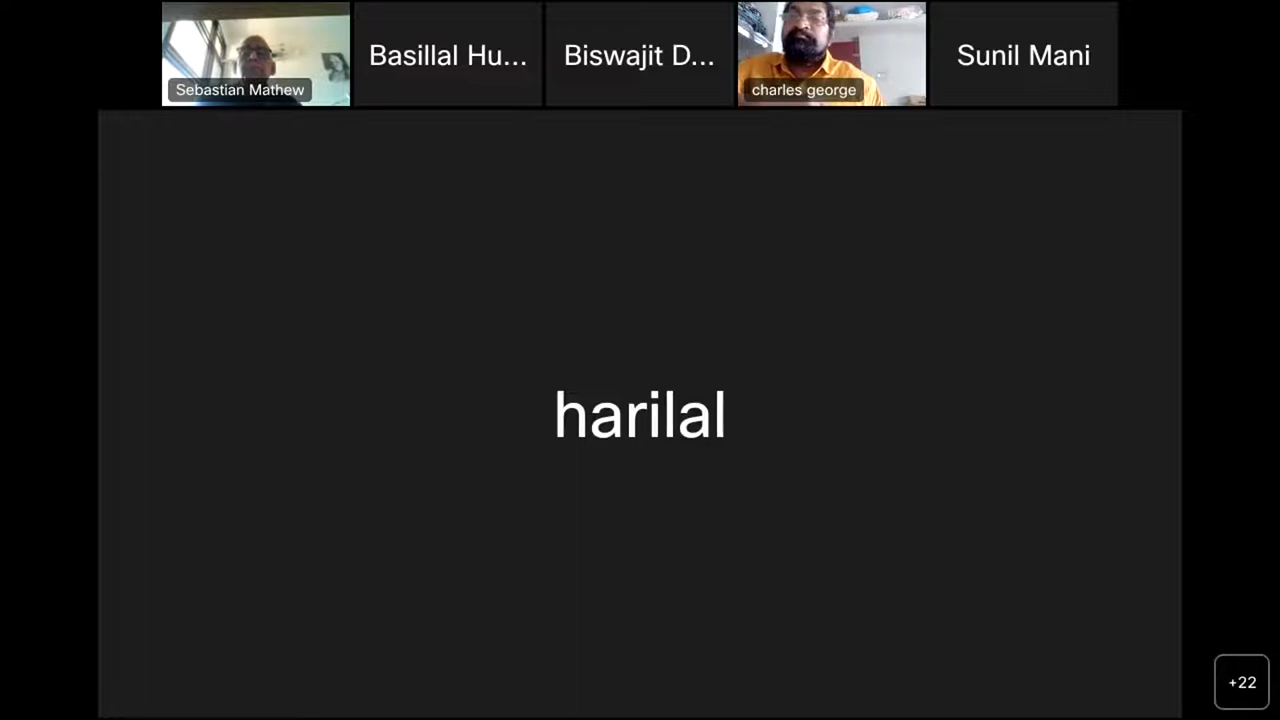 Sebastian Mathew
Basillal Hu...
Biswajit D...
charles george
Sunil Mani
harilal
+22